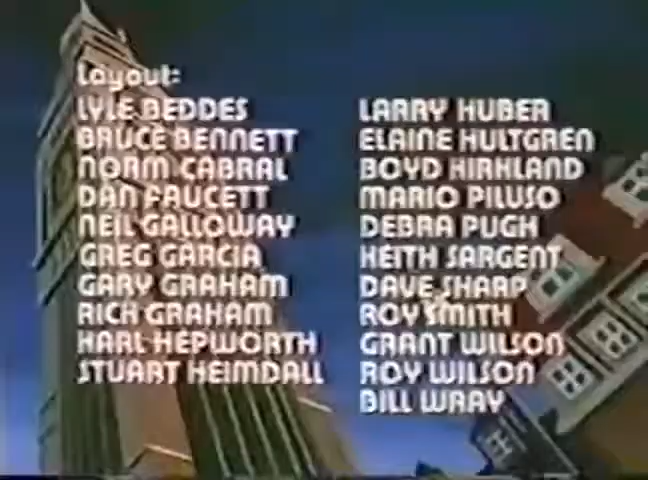 Layout:
LYLE BEDDES
BRUCE BENNETT
NORM CABRAL
DAN FAUCETT
NEIL GALLOWAY
GREG GARCIA
GARY GRAHAM
RICH GRAHAM
KARL HEPWORTH
STUART HEIMDALL
LARRY HUBER
ELAINE HULTGREN
BOYD KIRKLAND
MARIO PILUSO
DEBRA PUGH
KEITH SARGENT
DAVE SHARP
ROY SMITH
GRANT WILSON
ROY WILSON
BILL WRAY